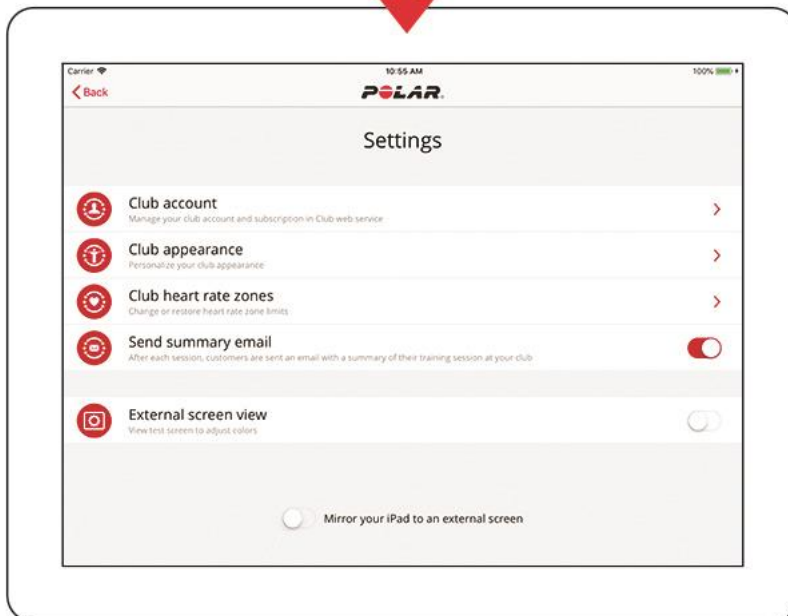 Carrier 10:55 AM 100%
Back POLAR.
Settings
Club account
Manage your club account and subscription in Club web service
Club appearance
Personalize your club appearance
Club heart rate zones
Change or restore heart rate zone limits
Send summary email
After each session, customers are sent an email with a summary of their training session at your club
External screen view
View test screen to adjust colors
Mirror your iPad to an external screen